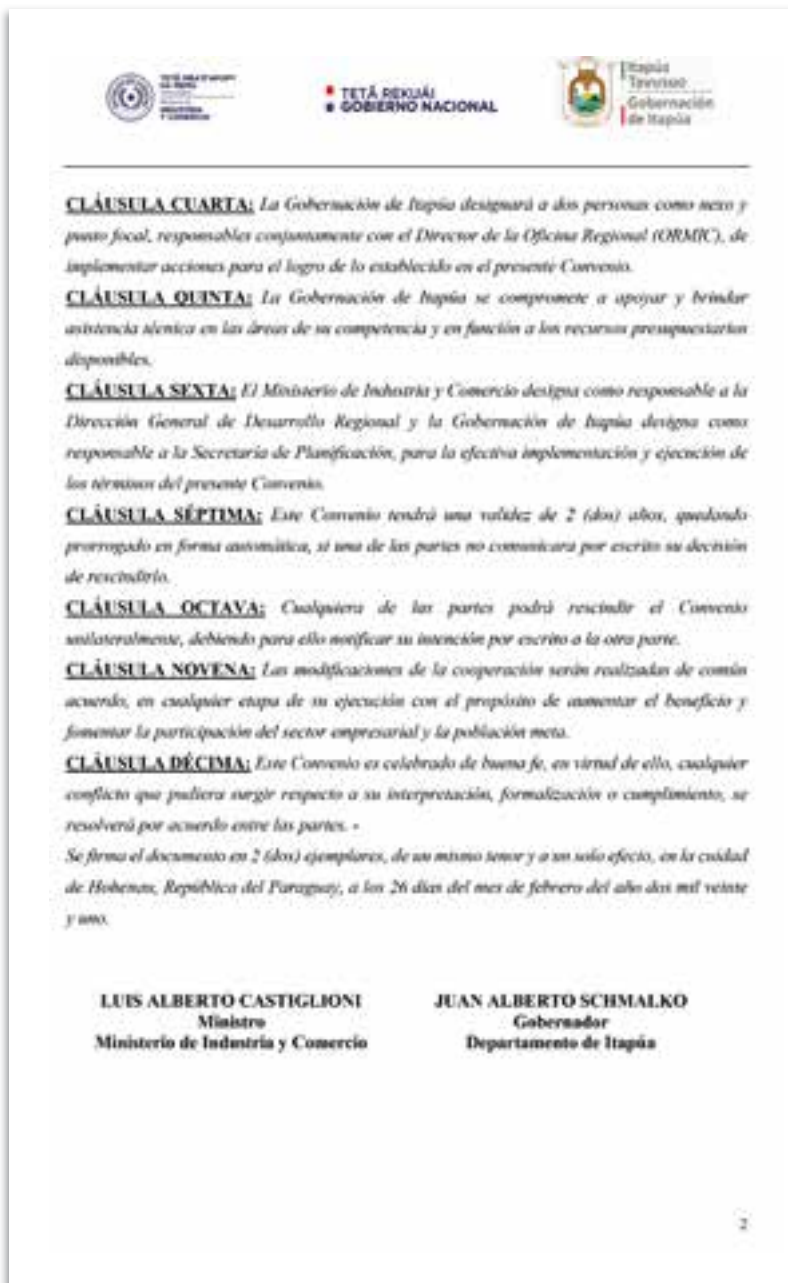 INDUSTRIA
Y COMERCIO
TETÃ REKUÁI
GOBIERNO NACIONAL
Itapúa
Gobernación
de Itapúa
CLÁUSULA CUARTA: La Gobernación de Itapúa designará a dos personas como nexo y
punto focal, responsables conjuntamente con el Director de la Oficina Regional (ORMIC), de
implementar acciones para el logro de lo establecido en el presente Convenio.
CLÁUSULA QUINTA: La Gobernación de Itapúa se compromete a apoyar y brindar
asistencia técnica en las áreas de su competencia y en función a los recursos presupuestarios
disponibles.
CLÁUSULA SEXTA: El Ministerio de Industria y Comercio designa como responsable a la
Dirección General de Desarrollo Regional y la Gobernación de Itapúa designa como
responsable a la Secretaría de Planificación, para la efectiva implementación y ejecución de
los términos del presente Convenio.
CLÁUSULA SÉPTIMA: Este Convenio tendrá una validez de 2 (dos) años, quedando
prorrogado en forma automática, si una de las partes no comunicara por escrito su decisión
de rescindirlo.
CLÁUSULA OCTAVA: Cualquiera de las partes podrá rescindir el Convenio
unilateralmente, debiendo para ello notificar su intención por escrito a la otra parte.
CLÁUSULA NOVENA: Las modificaciones de la cooperación serán realizadas de común
acuerdo, en cualquier etapa de su ejecución con el propósito de aumentar el beneficio y
fomentar la participación del sector empresarial y la población meta.
CLÁUSULA DÉCIMA: Este Convenio es celebrado de buena fe, en virtud de ello, cualquier
conflicto que pudiera surgir respecto a su interpretación, formalización o cumplimiento, se
resolverá por acuerdo entre las partes. -
Se firma el documento en 2 (dos) ejemplares, de un mismo tenor y a un solo efecto, en la ciudad
de Hohenau, República del Paraguay, a los 26 días del mes de febrero del año dos mil veinte
y uno.
LUIS ALBERTO CASTIGLIONI
Ministro
Ministerio de Industria y Comercio
JUAN ALBERTO SCHMALKO
Gobernador
Departamento de Itapúa
2